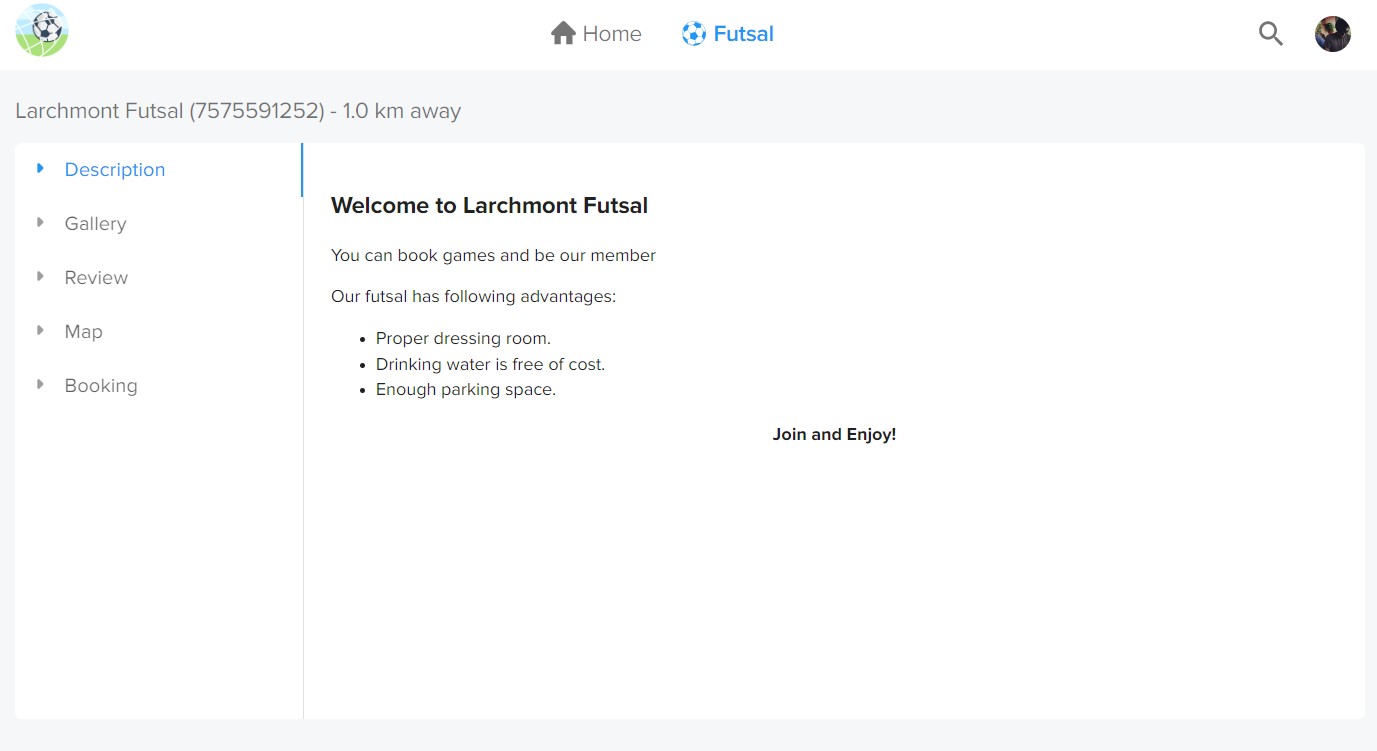 Home
Futsal
Larchmont Futsal (7575591252) - 1.0 km away
Description
Gallery
Review
Map
Booking
Welcome to Larchmont Futsal
You can book games and be our member
Our futsal has following advantages:
Proper dressing room.
Drinking water is free of cost.
Enough parking space.
Join and Enjoy!